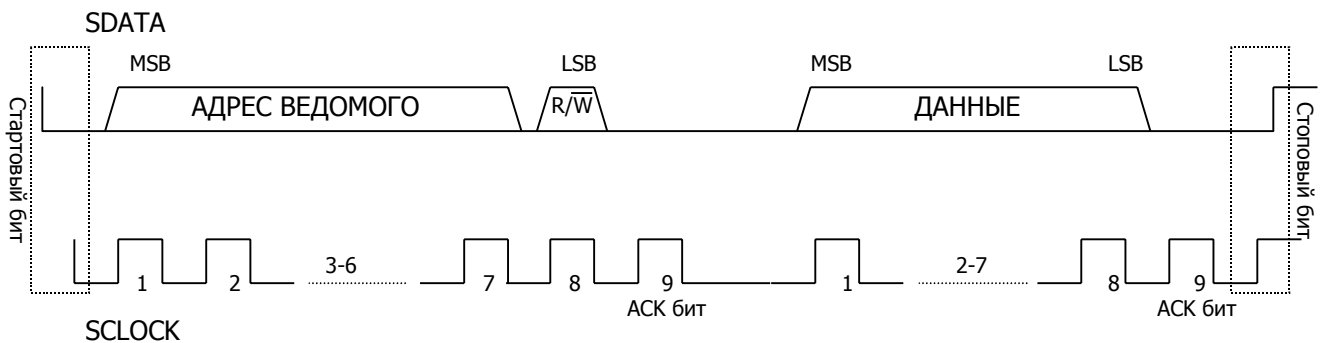 SDATA
MSB LSB MSB LSB
АДРЕС ВЕДОМОГО R/W ДАННЫЕ
Стартовый бит
Стоповый бит
3-6 2-7
1 2 7 8 9 1 8 9
ACK бит ACK бит
SCLOCK